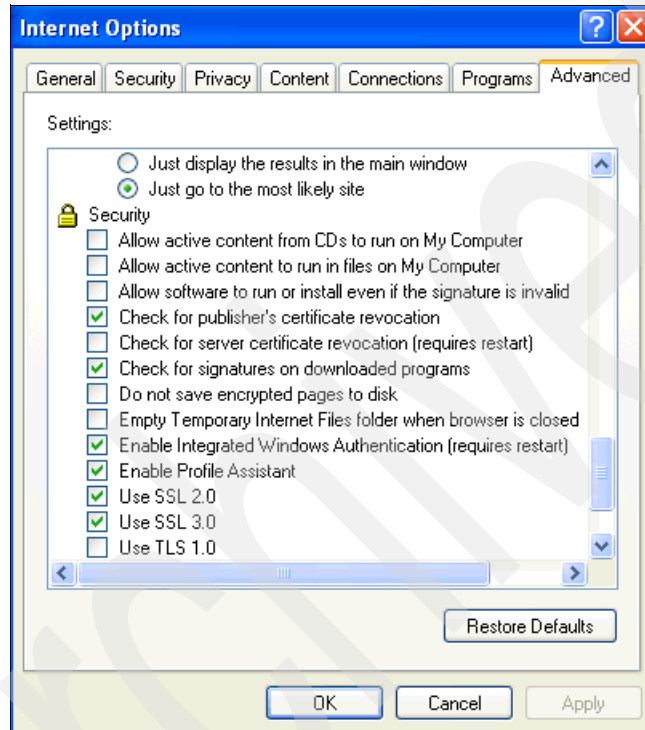 Internet Options
General Security Privacy Content Connections Programs Advanced
Settings:
Just display the results in the main window
Just go to the most likely site
Security
Allow active content from CDs to run on My Computer
Allow active content to run in files on My Computer
Allow software to run or install even if the signature is invalid
Check for publisher's certificate revocation
Check for server certificate revocation (requires restart)
Check for signatures on downloaded programs
Do not save encrypted pages to disk
Empty Temporary Internet Files folder when browser is closed
Enable Integrated Windows Authentication (requires restart)
Enable Profile Assistant
Use SSL 2.0
Use SSL 3.0
Use TLS 1.0
Restore Defaults
OK Cancel Apply